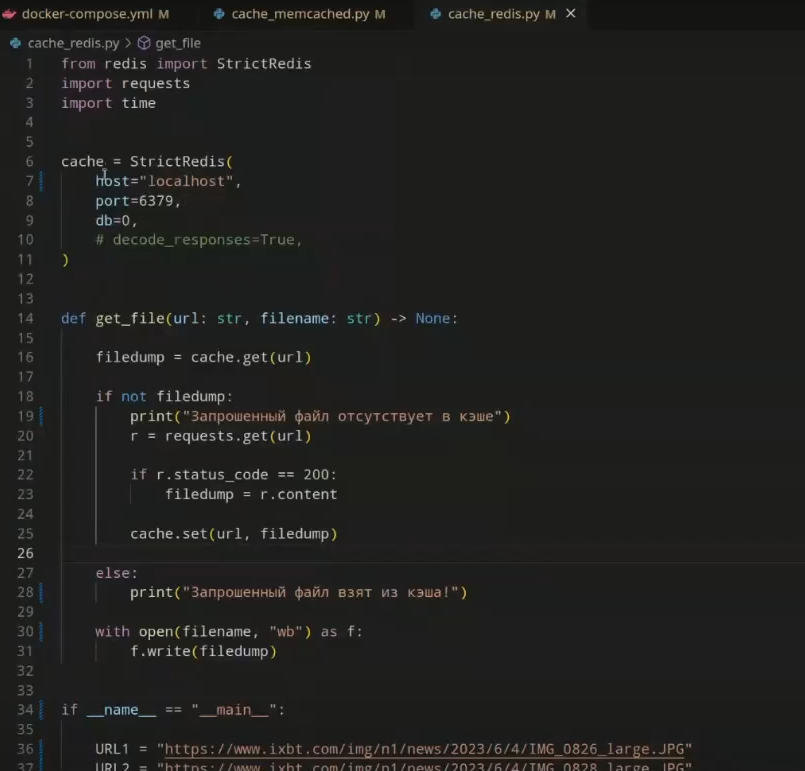 docker-compose.yml M cache_memcached.py M cache_redis.py M
cache_redis.py > get_file
1 from redis import StrictRedis
2 import requests
3 import time
4
5
6 cache = StrictRedis(
7 host="localhost",
8 port=6379,
9 db=0,
10 # decode_responses=True,
11 )
12
13
14 def get_file(url: str, filename: str) -> None:
15
16 filedump = cache.get(url)
17
18 if not filedump:
19 print("Запрошенный файл отсутствует в кэше")
20 r = requests.get(url)
21
22 if r.status_code == 200:
23 filedump = r.content
24
25 cache.set(url, filedump)
26
27 else:
28 print("Запрошенный файл взят из кэша!")
29
30 with open(filename, "wb") as f:
31 f.write(filedump)
32
33
34 if __name__ == "__main__":
35
36 URL1 = "https://www.ixbt.com/img/n1/news/2023/6/4/IMG_0826_large.JPG"
37 URL2 = "https://www.ixbt.com/img/n1/news/2023/6/4/IMG_0828_large.JPG"